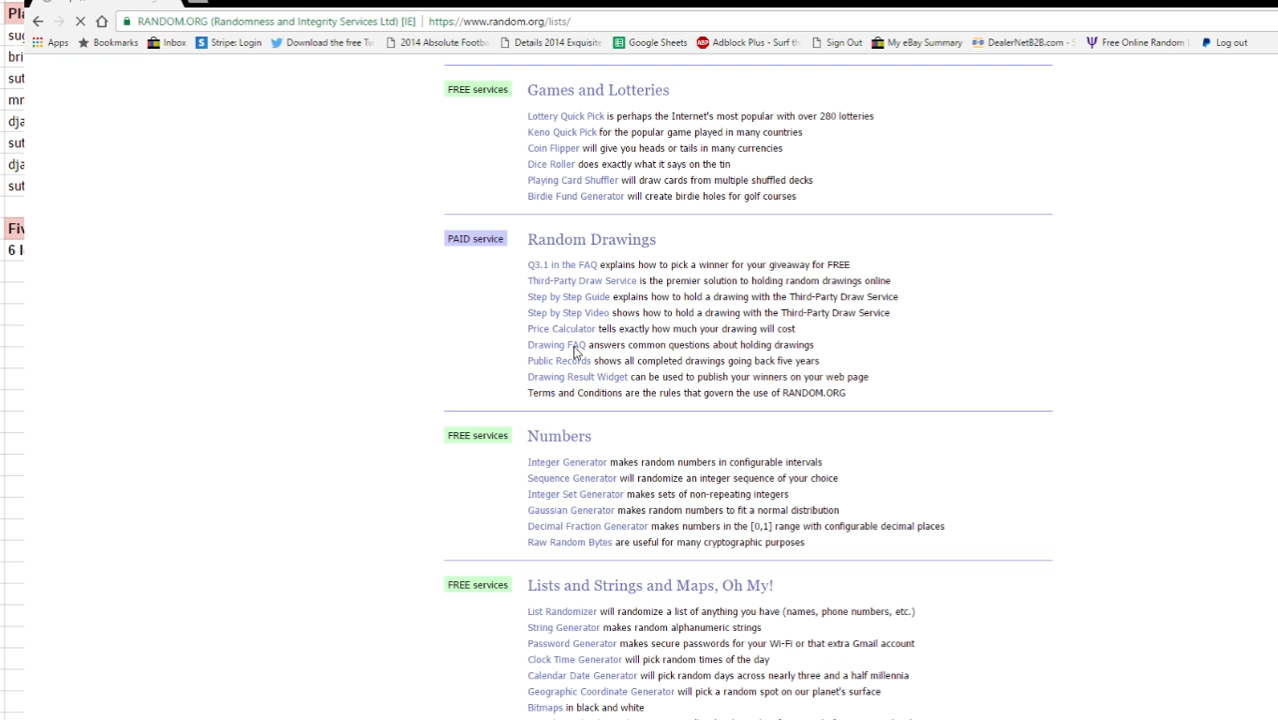 RANDOM.ORG (Randomness and Integrity Services Ltd) [IE] | https://www.random.org/lists/
Apps Bookmarks Inbox Stripe: Login Download the free Tw 2014 Absolute Footb Details 2014 Exquisite Google Sheets Adblock Plus - Surf th Sign Out My eBay Summary DealerNetB2B.com - Free Online Random Log out
Pla
sug
bri
sut
mn
dja
sut
dja
sut
Fiv
6 l
FREE services Games and Lotteries
Lottery Quick Pick is perhaps the Internet's most popular with over 280 lotteries
Keno Quick Pick for the popular game played in many countries
Coin Flipper will give you heads or tails in many currencies
Dice Roller does exactly what it says on the tin
Playing Card Shuffler will draw cards from multiple shuffled decks
Birdie Fund Generator will create birdie holes for golf courses
PAID service Random Drawings
Q3.1 in the FAQ explains how to pick a winner for your giveaway for FREE
Third-Party Draw Service is the premier solution to holding random drawings online
Step by Step Guide explains how to hold a drawing with the Third-Party Draw Service
Step by Step Video shows how to hold a drawing with the Third-Party Draw Service
Price Calculator tells exactly how much your drawing will cost
Drawing FAQ answers common questions about holding drawings
Public Records shows all completed drawings going back five years
Drawing Result Widget can be used to publish your winners on your web page
Terms and Conditions are the rules that govern the use of RANDOM.ORG
FREE services Numbers
Integer Generator makes random numbers in configurable intervals
Sequence Generator will randomize an integer sequence of your choice
Integer Set Generator makes sets of non-repeating integers
Gaussian Generator makes random numbers to fit a normal distribution
Decimal Fraction Generator makes numbers in the [0,1] range with configurable decimal places
Raw Random Bytes are useful for many cryptographic purposes
FREE services Lists and Strings and Maps, Oh My!
List Randomizer will randomize a list of anything you have (names, phone numbers, etc.)
String Generator makes random alphanumeric strings
Password Generator makes secure passwords for your Wi-Fi or that extra Gmail account
Clock Time Generator will pick random times of the day
Calendar Date Generator will pick random days across nearly three and a half millennia
Geographic Coordinate Generator will pick a random spot on our planet's surface
Bitmaps in black and white